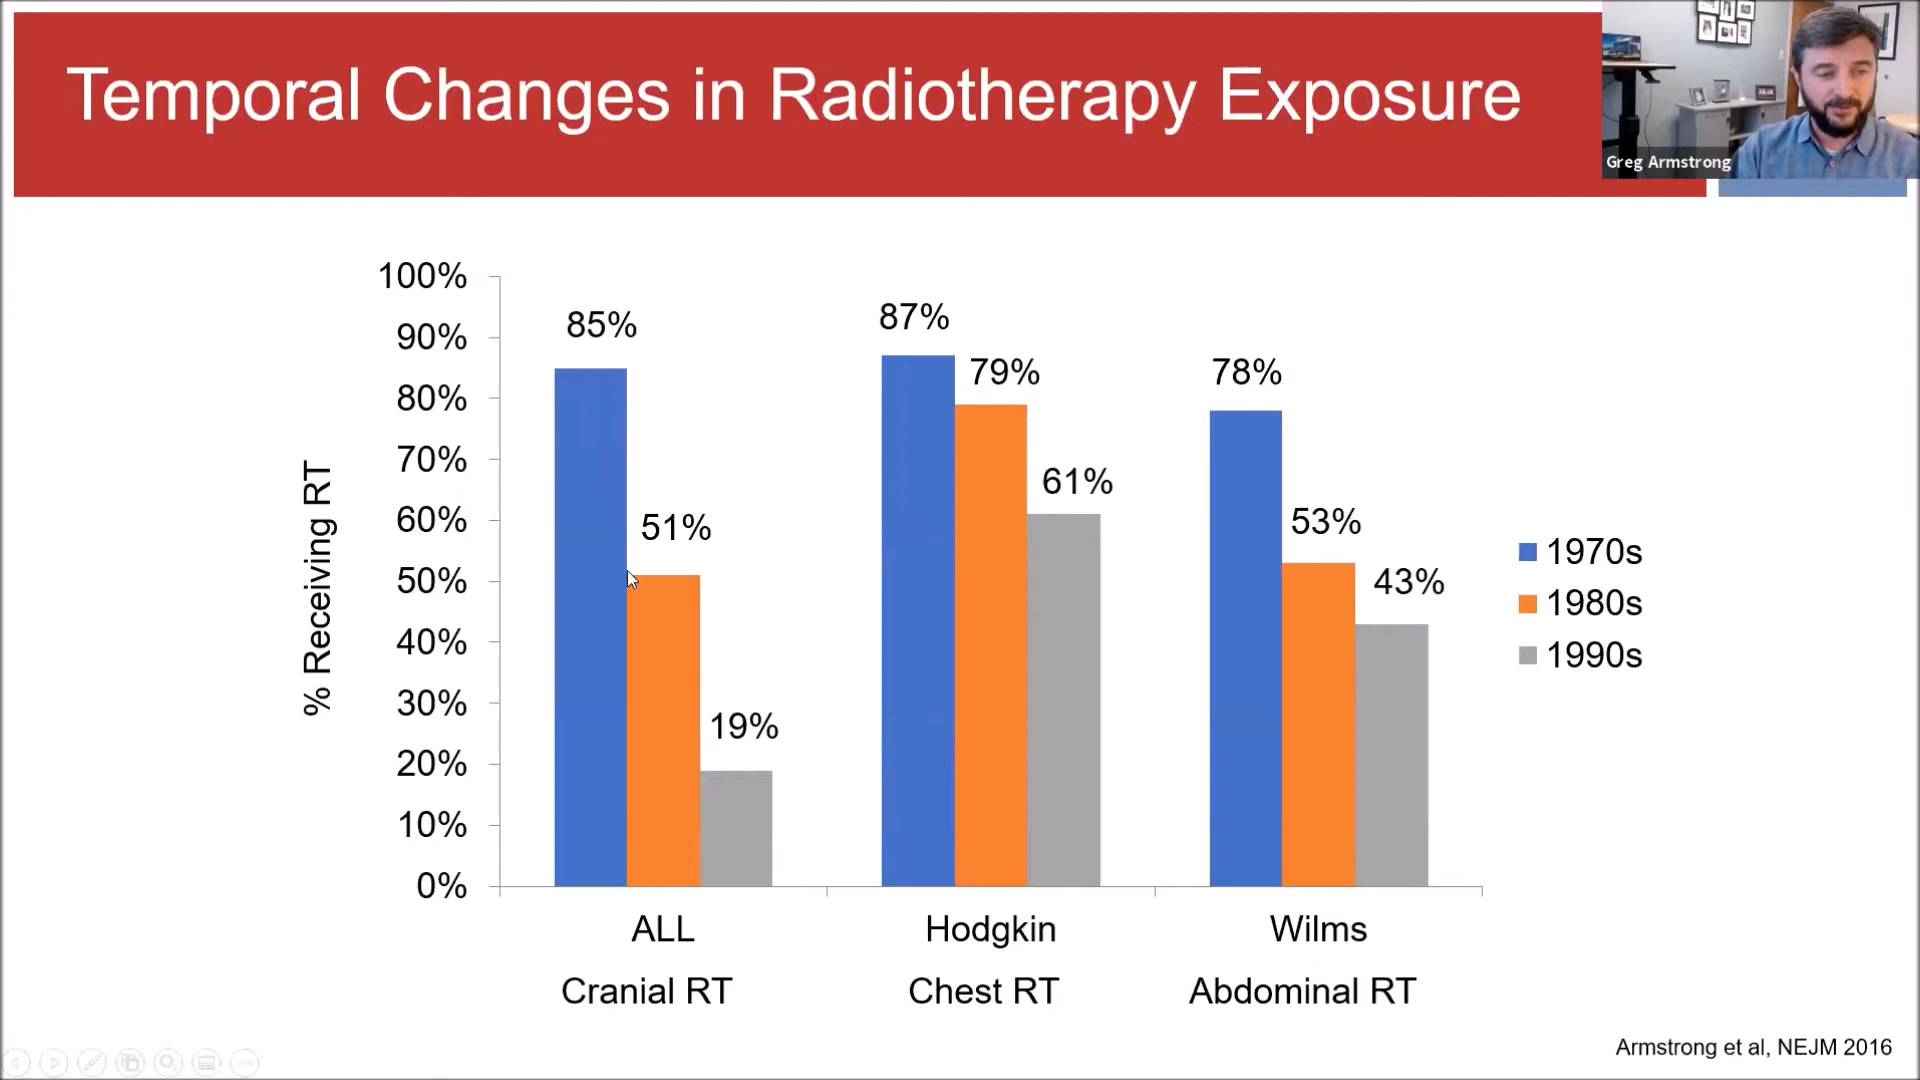 Temporal Changes in Radiotherapy Exposure
Greg Armstrong
% Receiving RT
100%
90%
80%
70%
60%
50%
40%
30%
20%
10%
0%
85%
51%
19%
87%
79%
61%
78%
53%
43%
ALL
Cranial RT
Hodgkin
Chest RT
Wilms
Abdominal RT
1970s
1980s
1990s
Armstrong et al, NEJM 2016